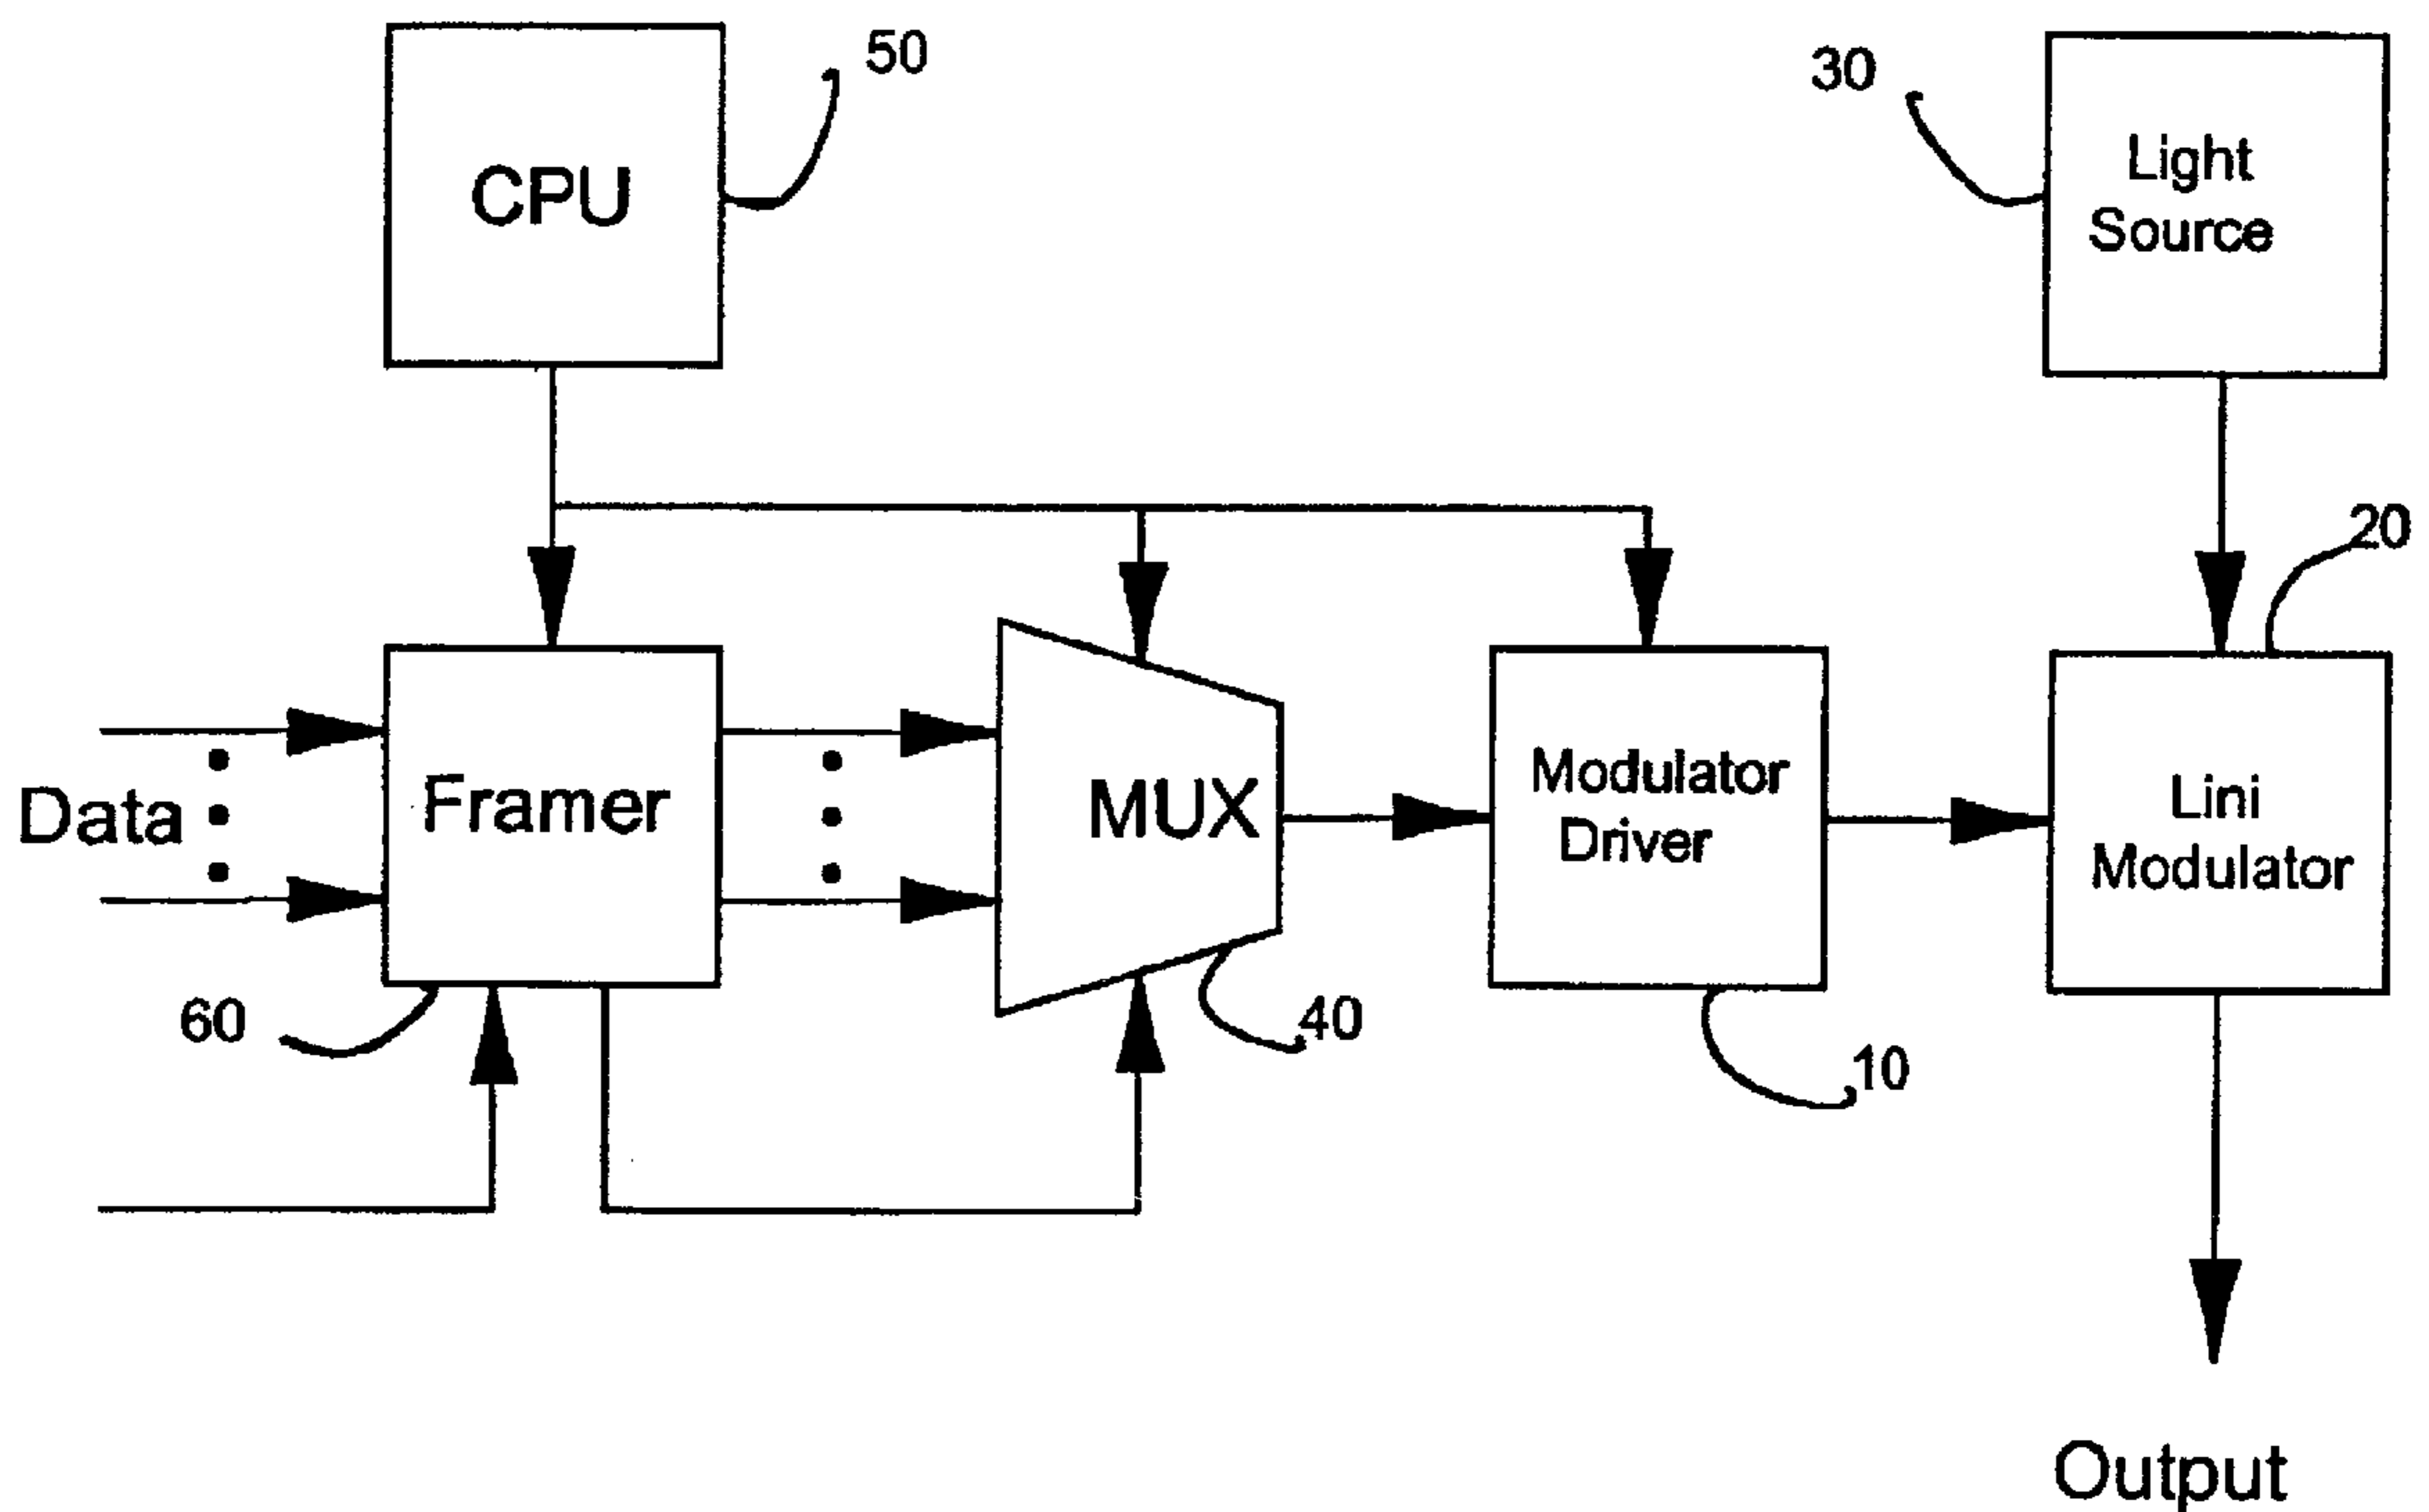 50
30
CPU
Light
Source
20
Data
Framer
MUX
Modulator
Driver
Lini
Modulator
60
40
10
Output